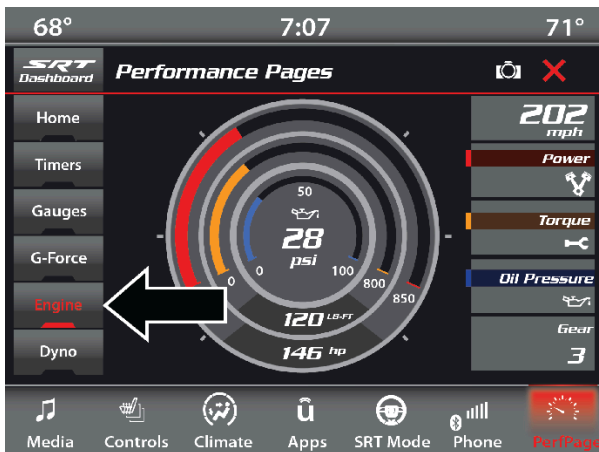 68°
7:07
71°
SRT
Dashboard
Performance Pages
Home
Timers
Gauges
G-Force
Engine
Dyno
50
28
psi
0
100
0
800
850
120 LB-FT
146 hp
202
mph
Power
Torque
Oil Pressure
Gear
3
Media
Controls
Climate
û
Apps
SRT Mode
Phone
PerfPage